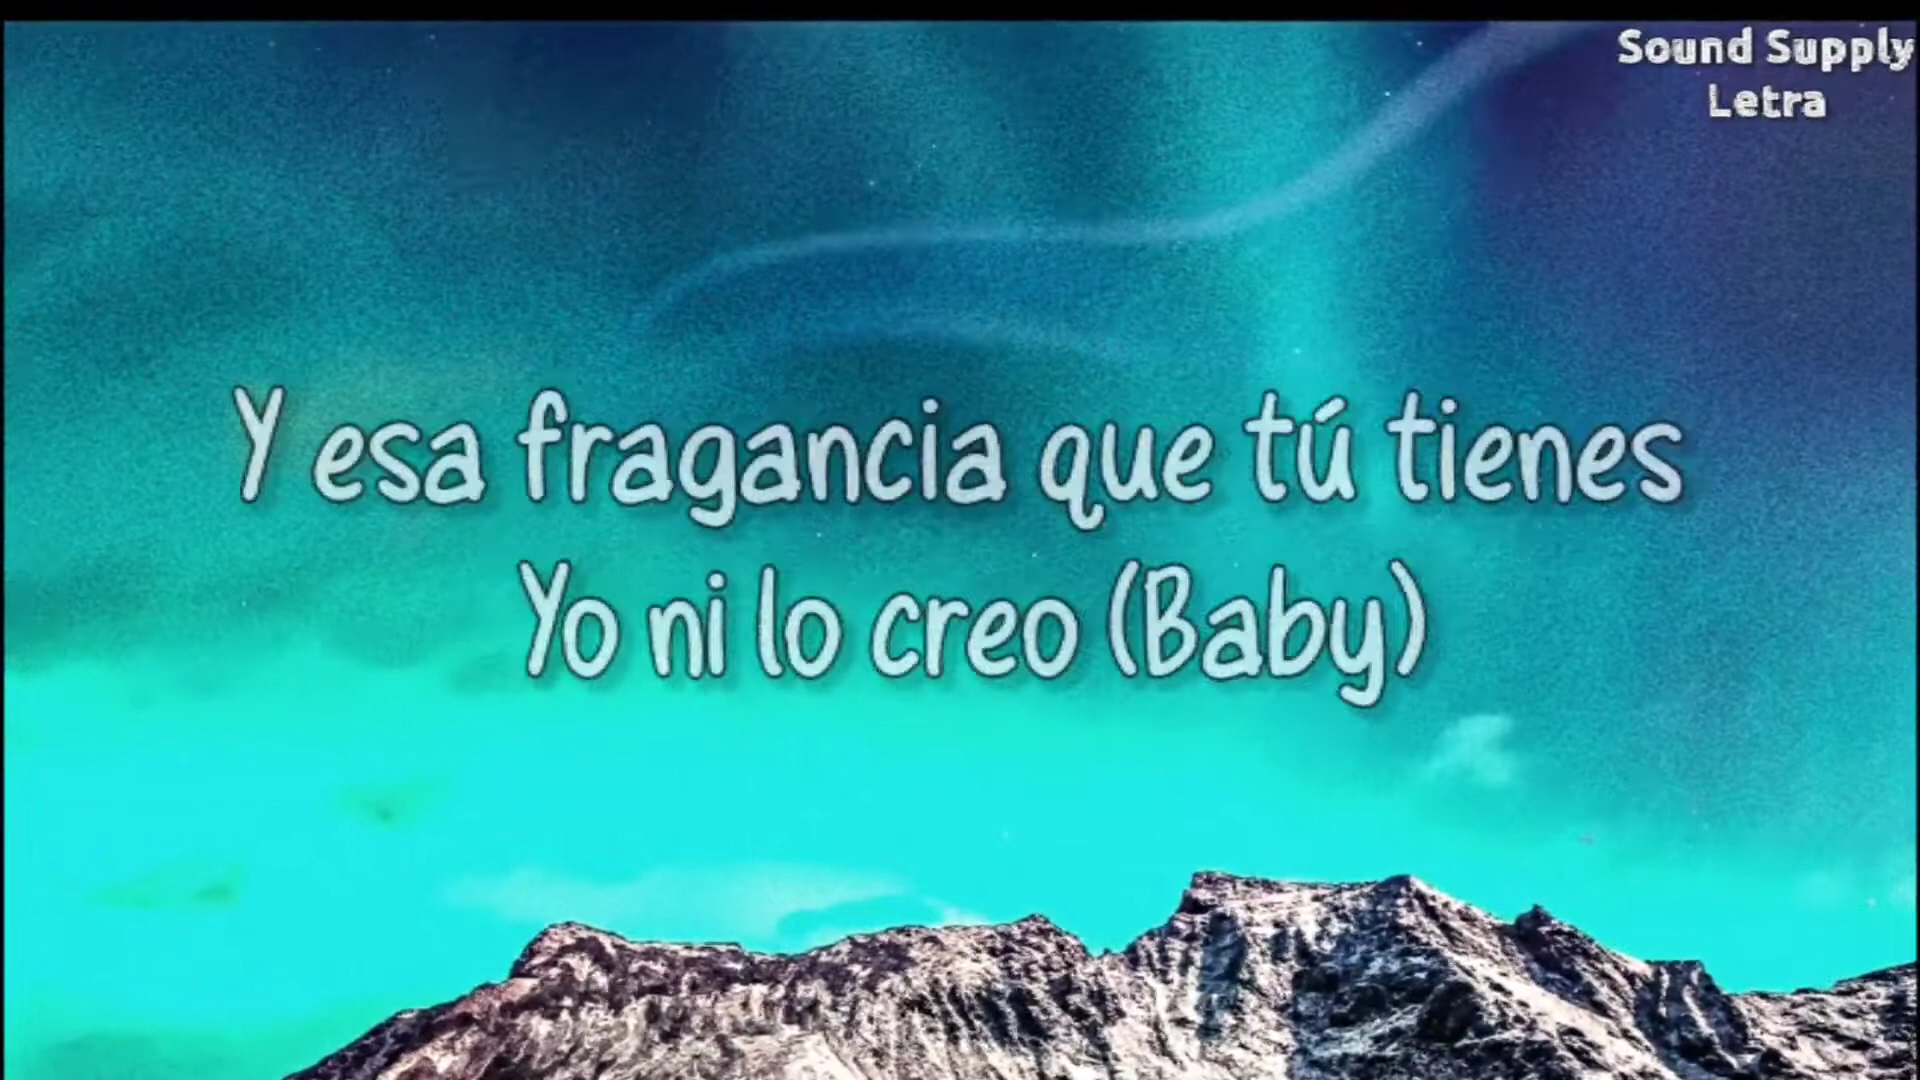 Sound Supply
Letra
Y esa fragancia que tú tienes
Yo ni lo creo (Baby)